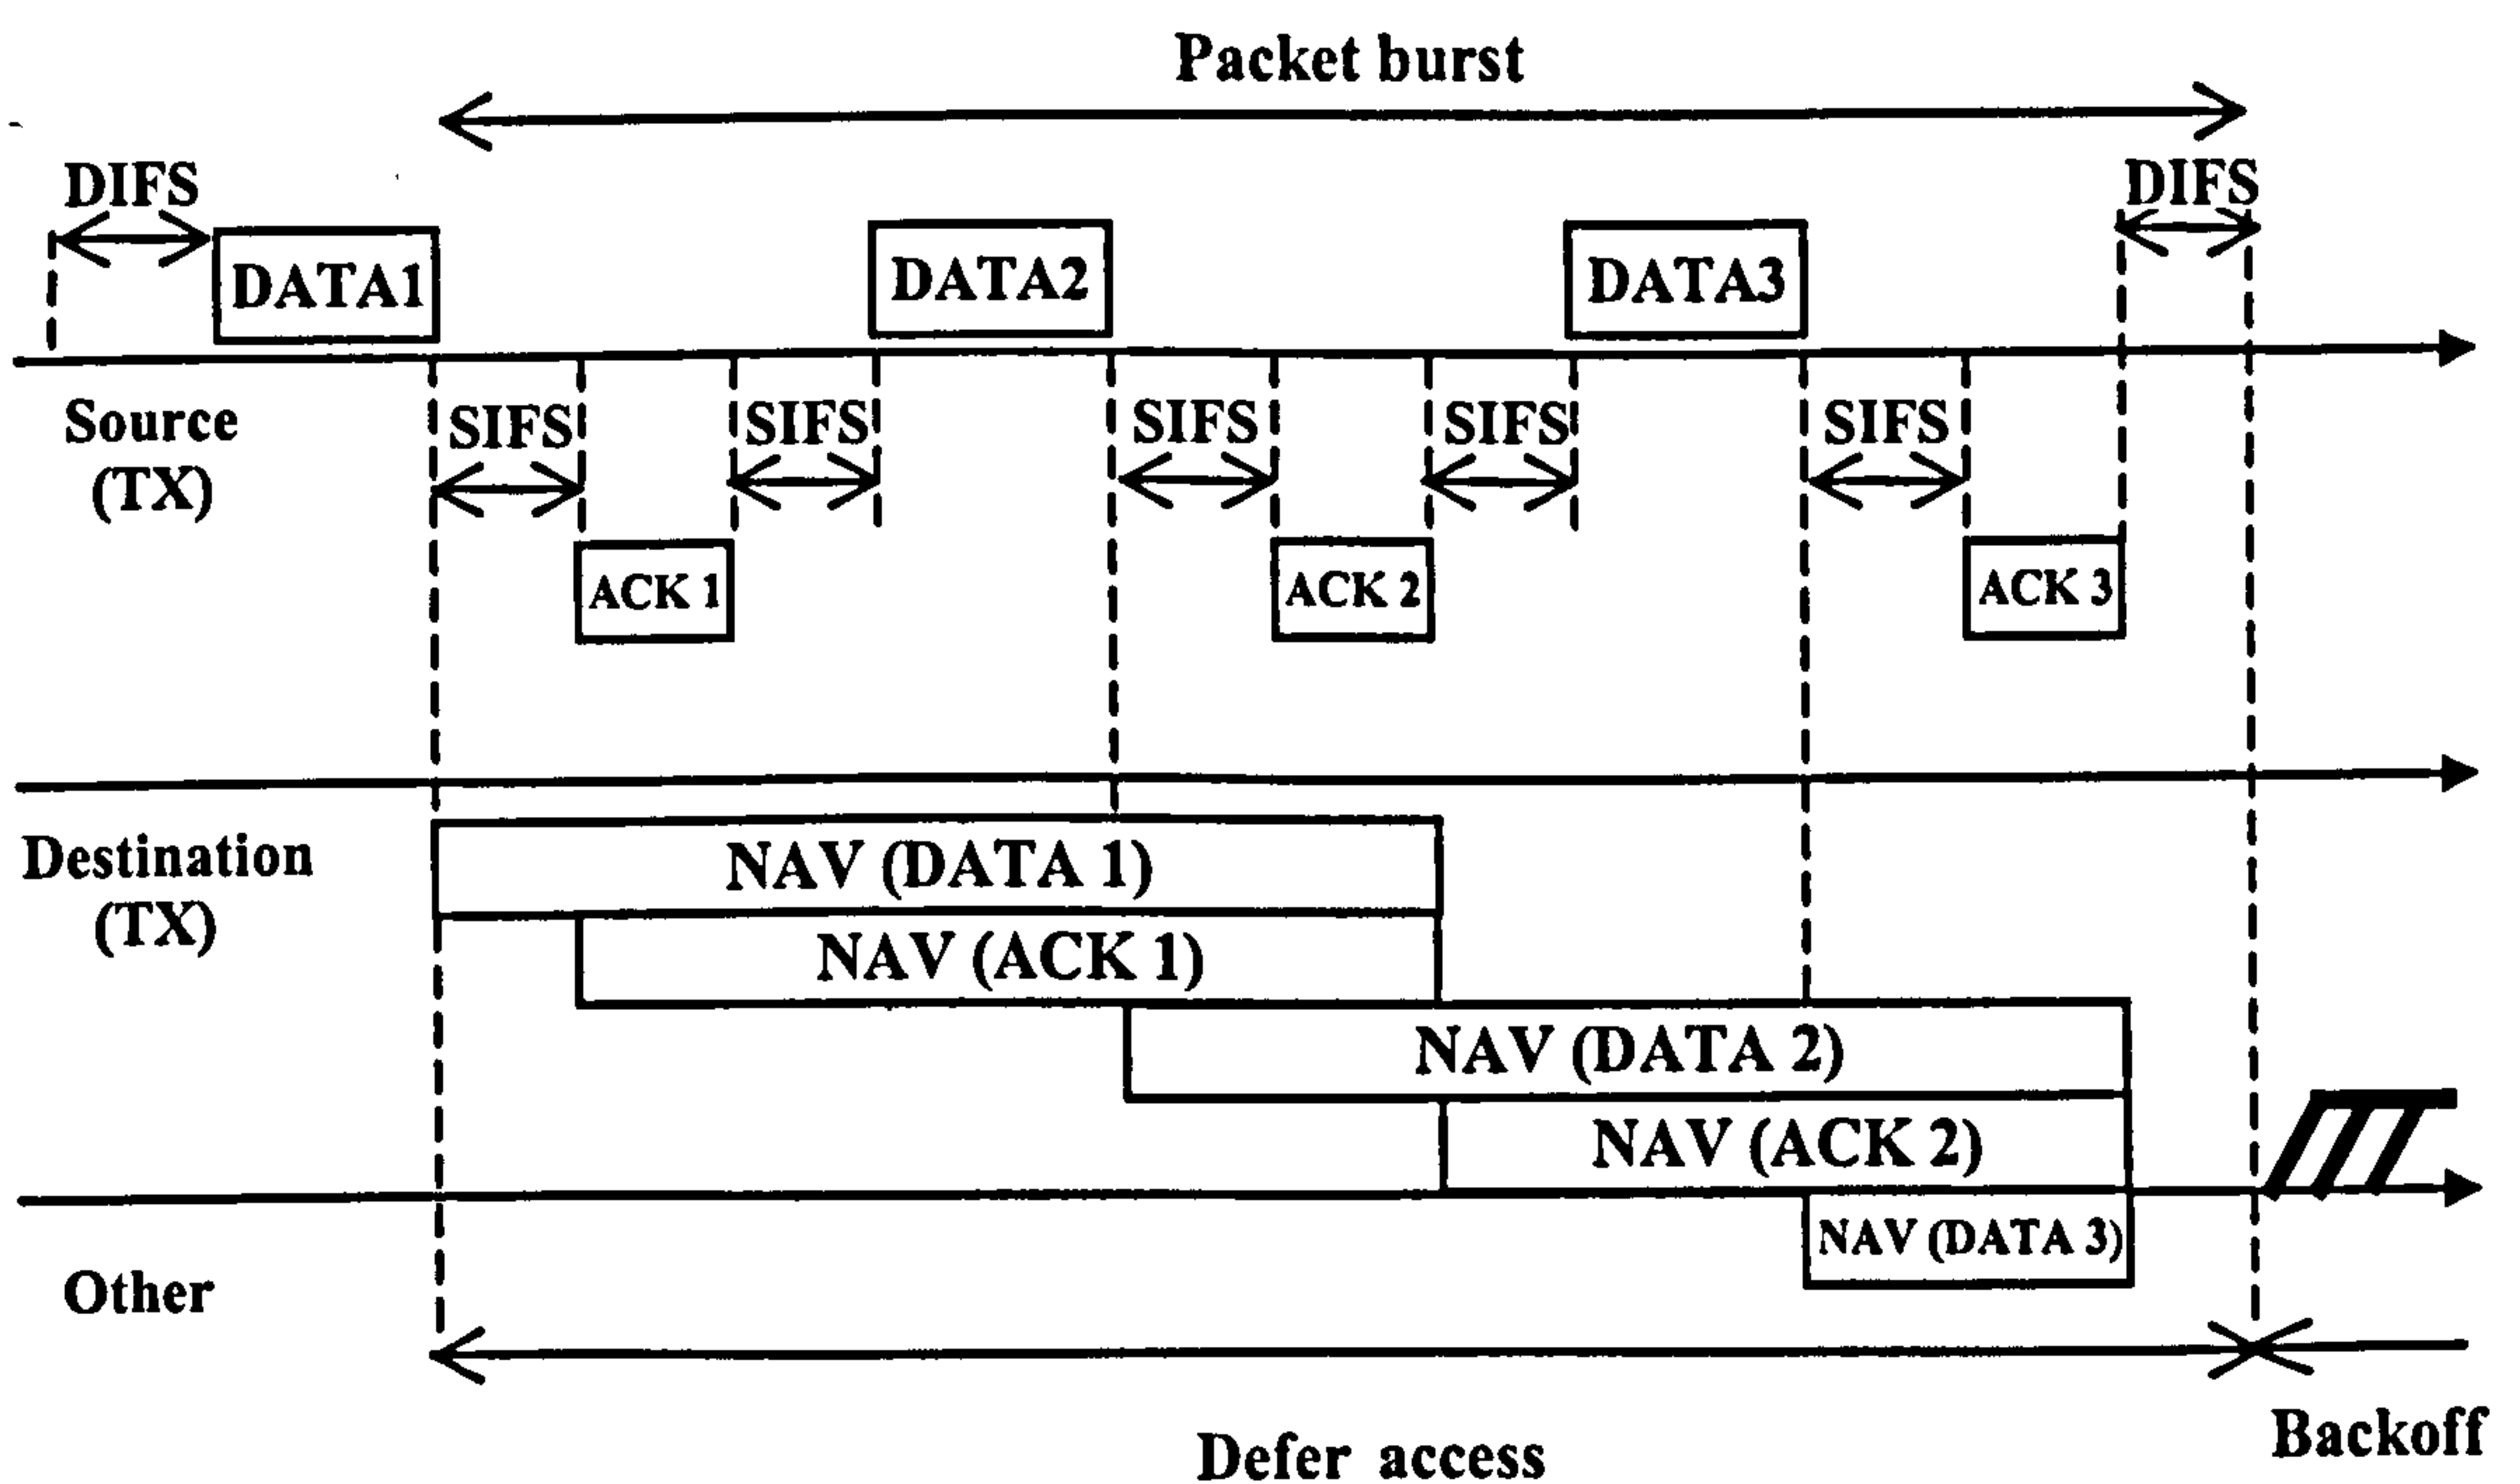 Packet burst
DIFS
DIFS
DATA1
DATA2
DATA3
Source
(TX)
SIFS
SIFS
SIFS
SIFS
SIFS
ACK 1
ACK 2
ACK 3
Destination
(TX)
NAV (DATA 1)
NAV (ACK 1)
NAV (DATA 2)
NAV (ACK 2)
NAV (DATA 3)
Other
Defer access
Backoff